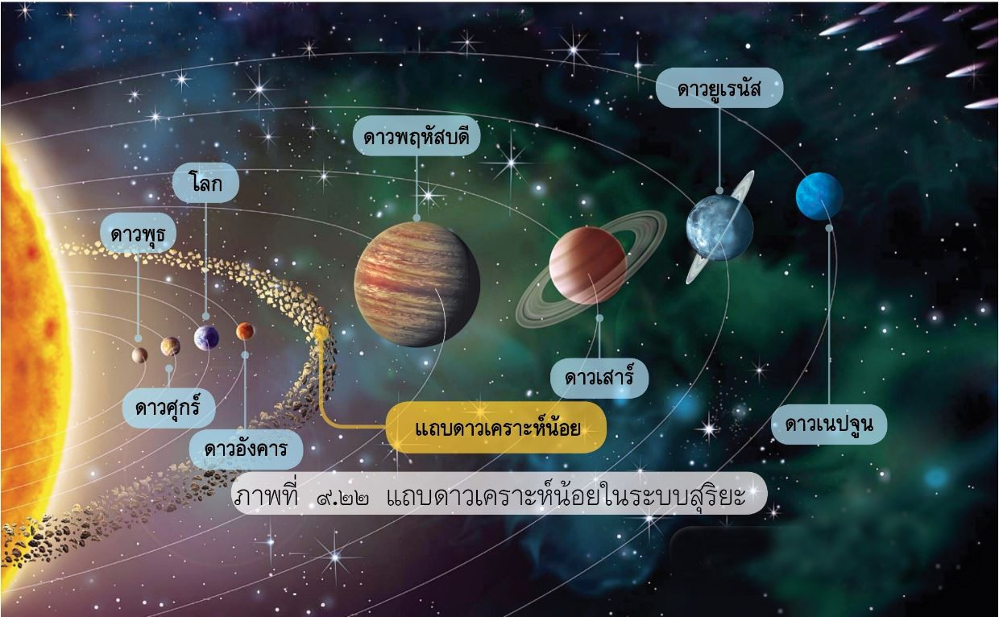 ดาวยูเรนัส
ดาวพฤหัสบดี
โลก
ดาวพุธ
ดาวเสาร์
ดาวศุกร์
แถบดาวเคราะห์น้อย
ดาวเนปจูน
ดาวอังคาร
ภาพที่ ๙.๒๒ แถบดาวเคราะห์น้อยในระบบสุริยะ